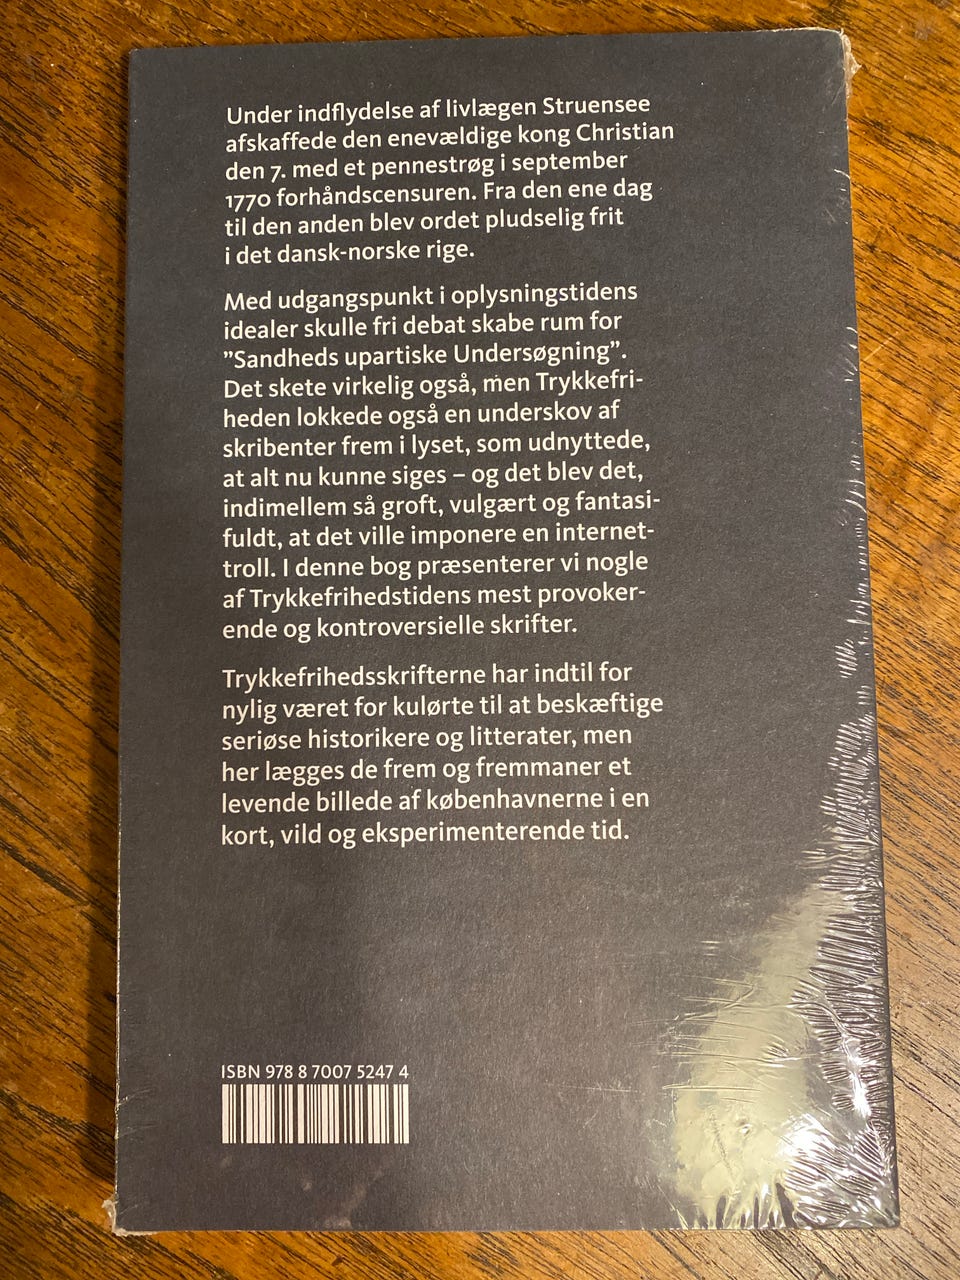 Under indflydelse af livlægen Struensee
afskaffede den enevældige kong Christian
den 7. med et pennestrøg i september
1770 forhåndscensuren. Fra den ene dag
til den anden blev ordet pludselig frit
i det dansk-norske rige.
Med udgangspunkt i oplysningstidens
idealer skulle fri debat skabe rum for
”Sandheds upartiske Undersøgning”.
Det skete virkelig også, men Trykkefri-
heden lokkede også en underskov af
skribenter frem i lyset, som udnyttede,
at alt nu kunne siges – og det blev det,
indimellem så groft, vulgært og fantasi-
fuldt, at det ville imponere en internet-
troll. I denne bog præsenterer vi nogle
af Trykkefrihedstidens mest provoker-
ende og kontroversielle skrifter.
Trykkefrihedsskrifterne har indtil for
nylig været for kulørte til at beskæftige
seriøse historikere og litterater, men
her lægges de frem og fremmaner et
levende billede af københavnerne i en
kort, vild og eksperimenterende tid.
ISBN 978 8 7007 5247 4